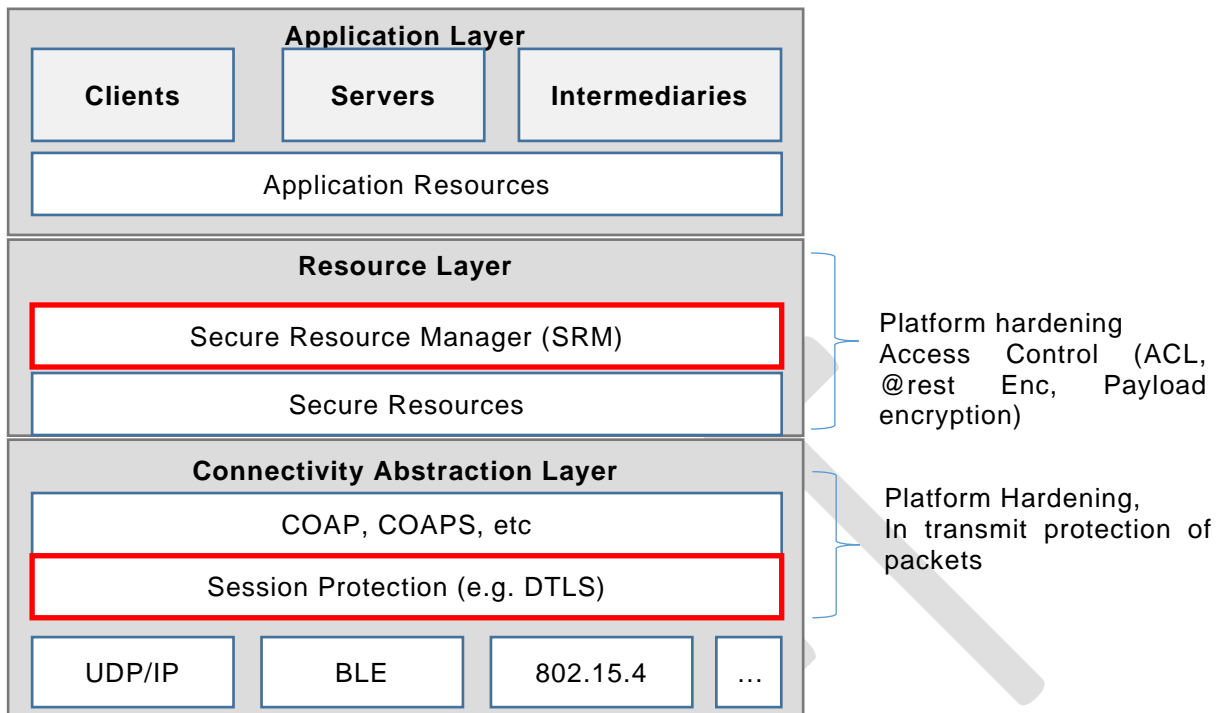 Application Layer
Clients
Servers
Intermediaries
Application Resources
Resource Layer
Secure Resource Manager (SRM)
Secure Resources
Platform hardening
Access Control (ACL,
@rest Enc, Payload
encryption)
Connectivity Abstraction Layer
COAP, COAPS, etc
Session Protection (e.g. DTLS)
Platform Hardening,
In transmit protection of
packets
UDP/IP
BLE
802.15.4
...